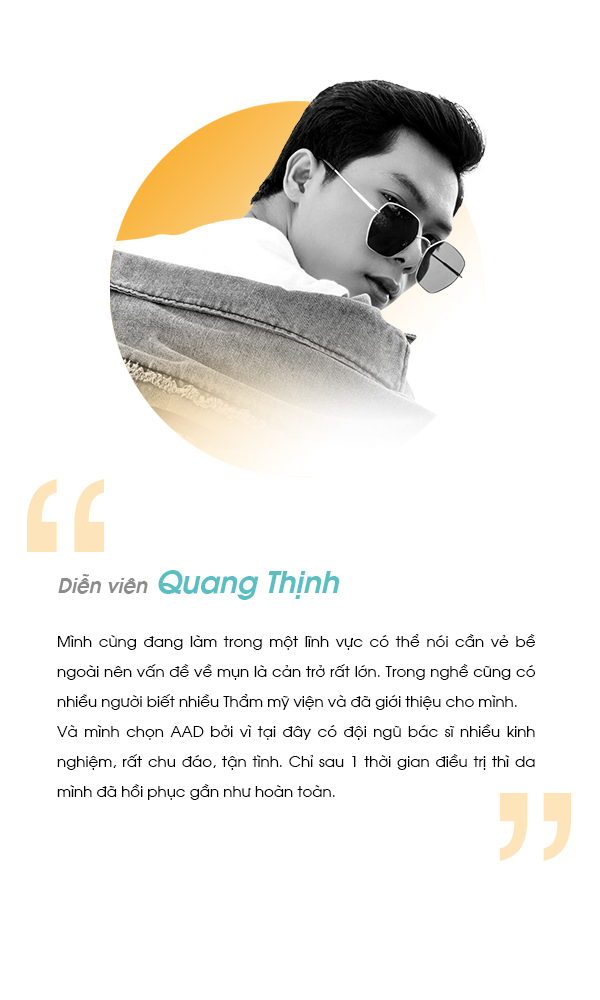 Diễn viên Quang Thịnh
Mình cùng đang làm trong một lĩnh vực có thể nói cần vẻ bề
ngoài nên vấn đề về mụn là cản trở rất lớn. Trong nghề cũng có
nhiều người biết nhiều Thẩm mỹ viện và đã giới thiệu cho mình.
Và mình chọn AAD bởi vì tại đây có đội ngũ bác sĩ nhiều kinh
nghiệm, rất chu đáo, tận tình. Chỉ sau 1 thời gian điều trị thì da
mình đã hồi phục gần như hoàn toàn.